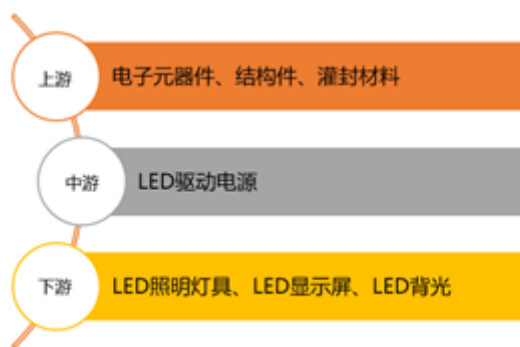 上游
电子元器件、结构件、灌封材料
中游
LED驱动电源
下游
LED照明灯具、LED显示屏、LED背光